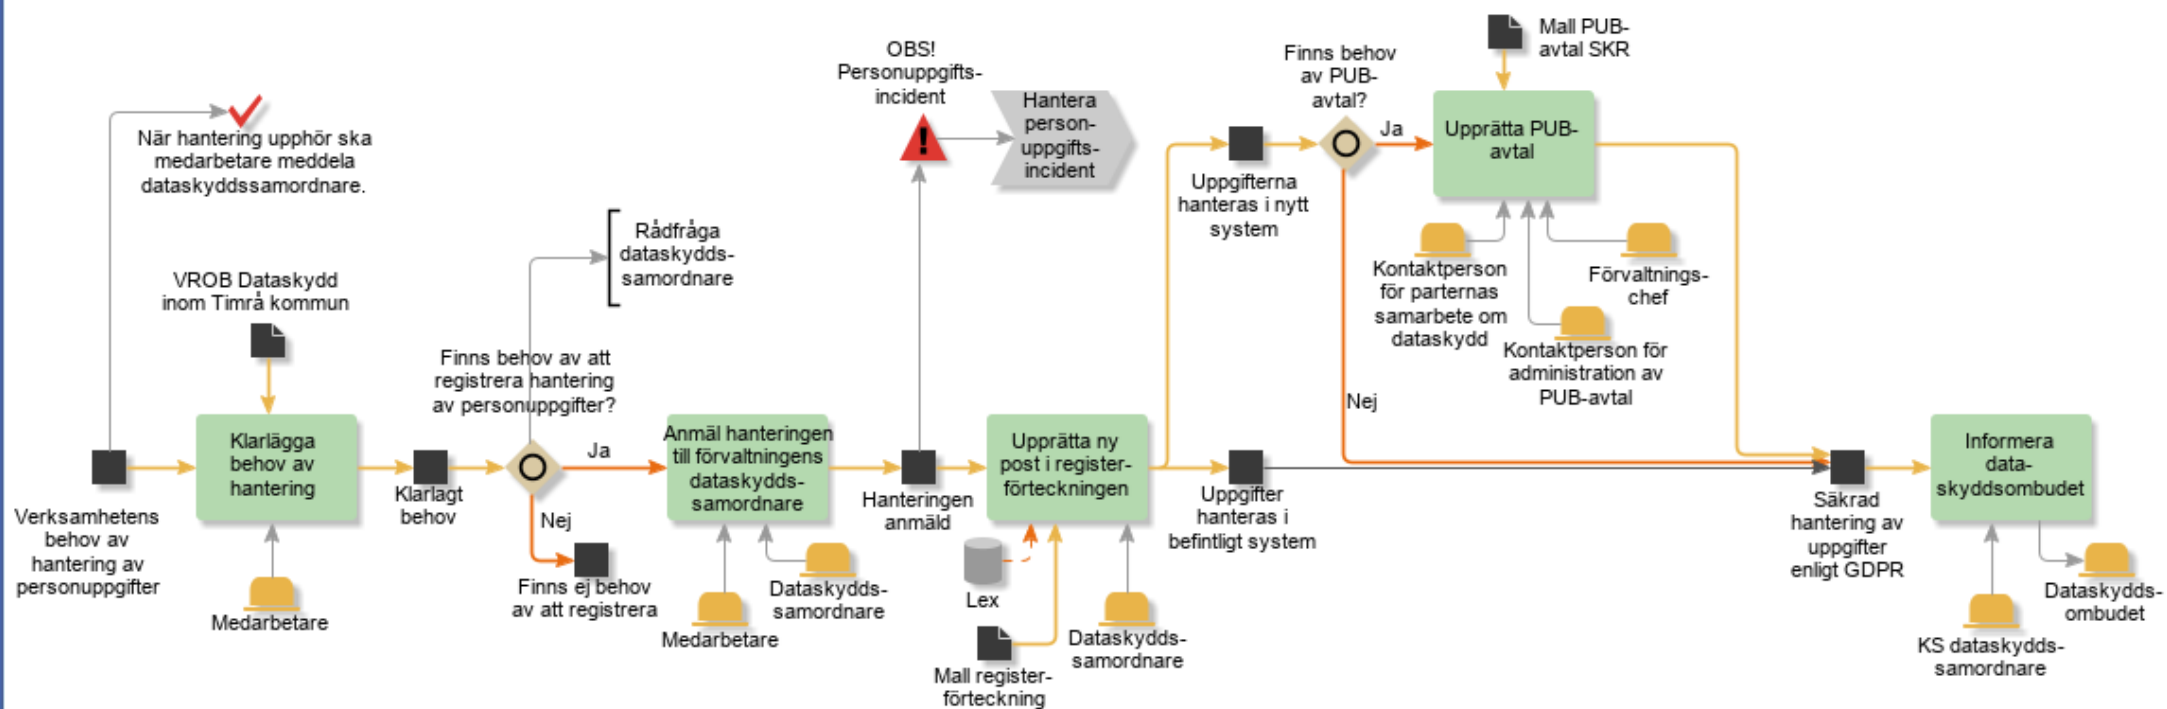 När hantering upphör ska
medarbetare meddela
dataskyddssamordnare.
VROB Dataskydd
inom Timrå kommun
Verksamhetens
behov av
hantering av
personuppgifter
Klarlägga
behov av
hantering
Medarbetare
Klarlagt
behov
Finns behov av att
registrera hantering
av personuppgifter?
Rådfråga
dataskydds-
samordnare
Ja
Nej
Finns ej behov
av att registrera
Anmäl hanteringen
till förvaltningens
dataskydds-
samordnare
Medarbetare
Dataskydds-
samordnare
OBS!
Personuppgifts-
incident
!
Hantera
person-
uppgifts-
incident
Hanteringen
anmäld
Upprätta ny
post i register-
förteckningen
Lex
Mall register-
förteckning
Dataskydds-
samordnare
Uppgifterna
hanteras i nytt
system
Uppgifter
hanteras i
befintligt system
Finns behov
av PUB-
avtal?
Ja
Nej
Mall PUB-
avtal SKR
Upprätta PUB-
avtal
Kontaktperson
för parternas
samarbete om
dataskydd
Förvaltnings-
chef
Kontaktperson för
administration av
PUB-avtal
Säkrad
hantering av
uppgifter
enligt GDPR
Informera
data-
skyddsombudet
KS dataskydds-
samordnare
Dataskydds-
ombudet